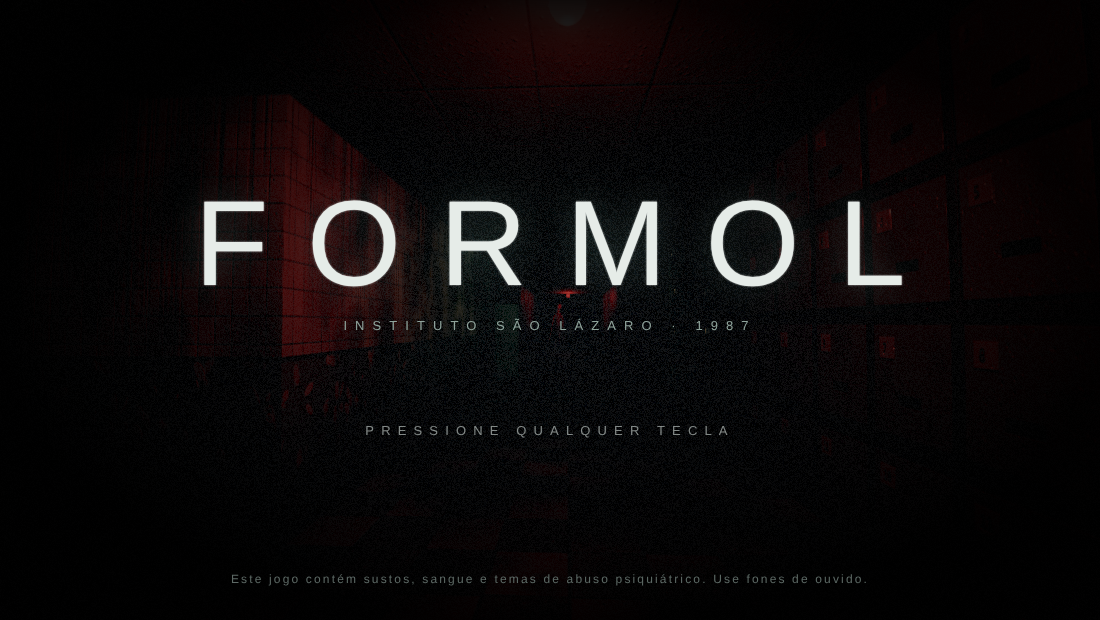 FORMOL
INSTITUTO SÃO LÁZARO · 1987
PRESSIONE QUALQUER TECLA
Este jogo contém sustos, sangue e temas de abuso psiquiátrico. Use fones de ouvido.